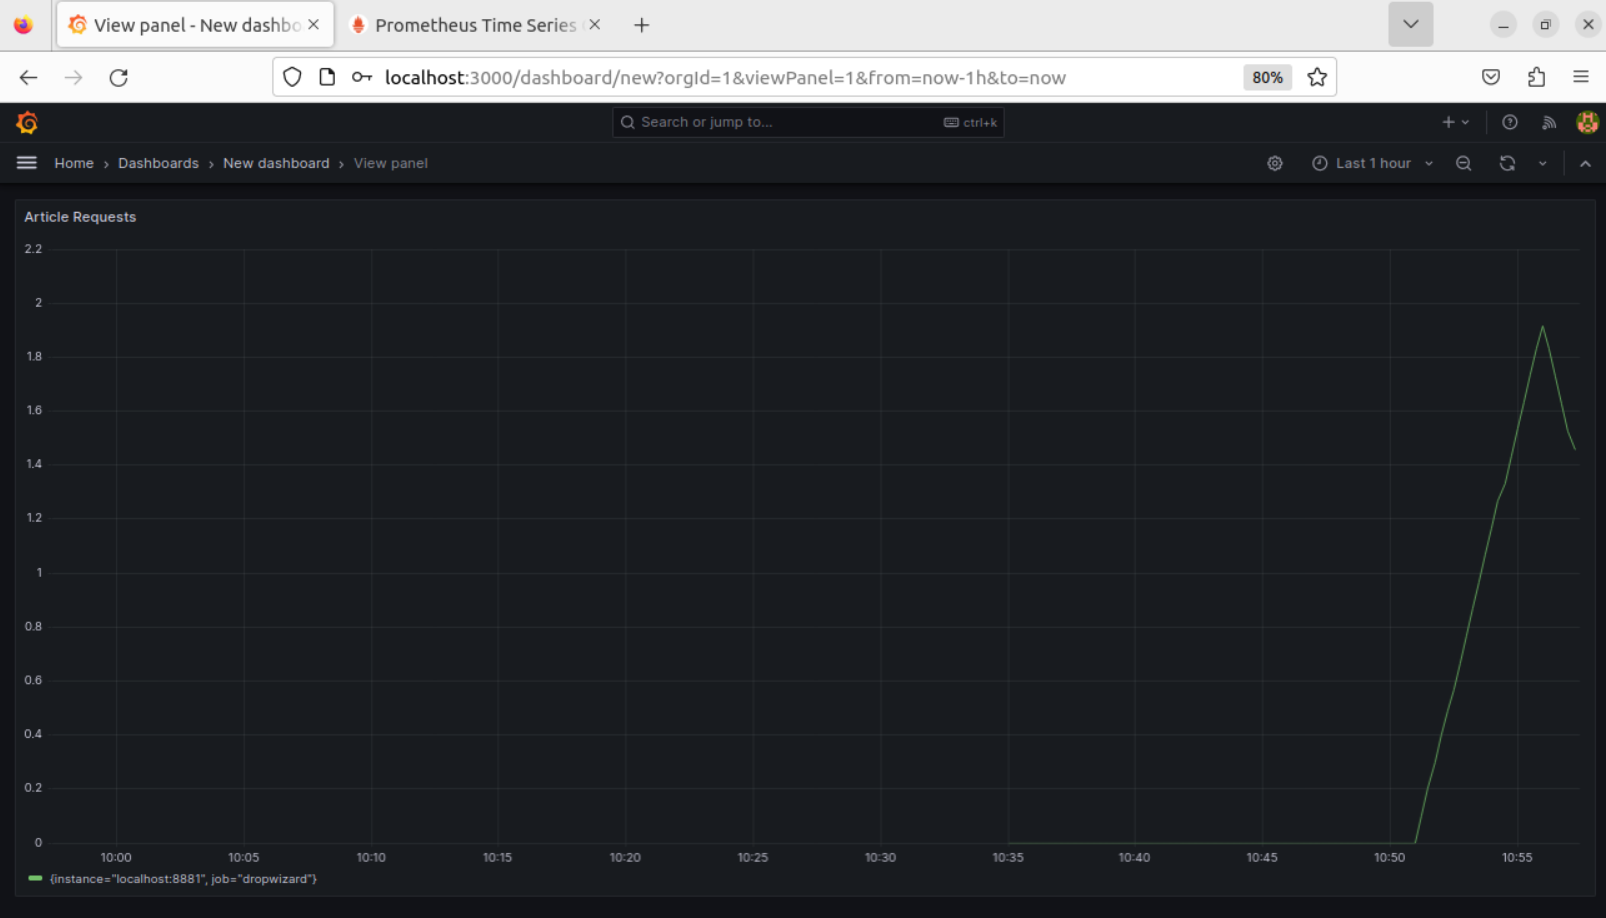 View panel - New dashbo
Prometheus Time Series
localhost:3000/dashboard/new?orgId=1&viewPanel=1&from=now-1h&to=now
80%
Search or jump to...
ctrl+k
Home › Dashboards › New dashboard › View panel
Last 1 hour
Article Requests
2.2
2
1.8
1.6
1.4
1.2
1
0.8
0.6
0.4
0.2
0
10:00 10:05 10:10 10:15 10:20 10:25 10:30 10:35 10:40 10:45 10:50 10:55
{instance="localhost:8881", job="dropwizard"}